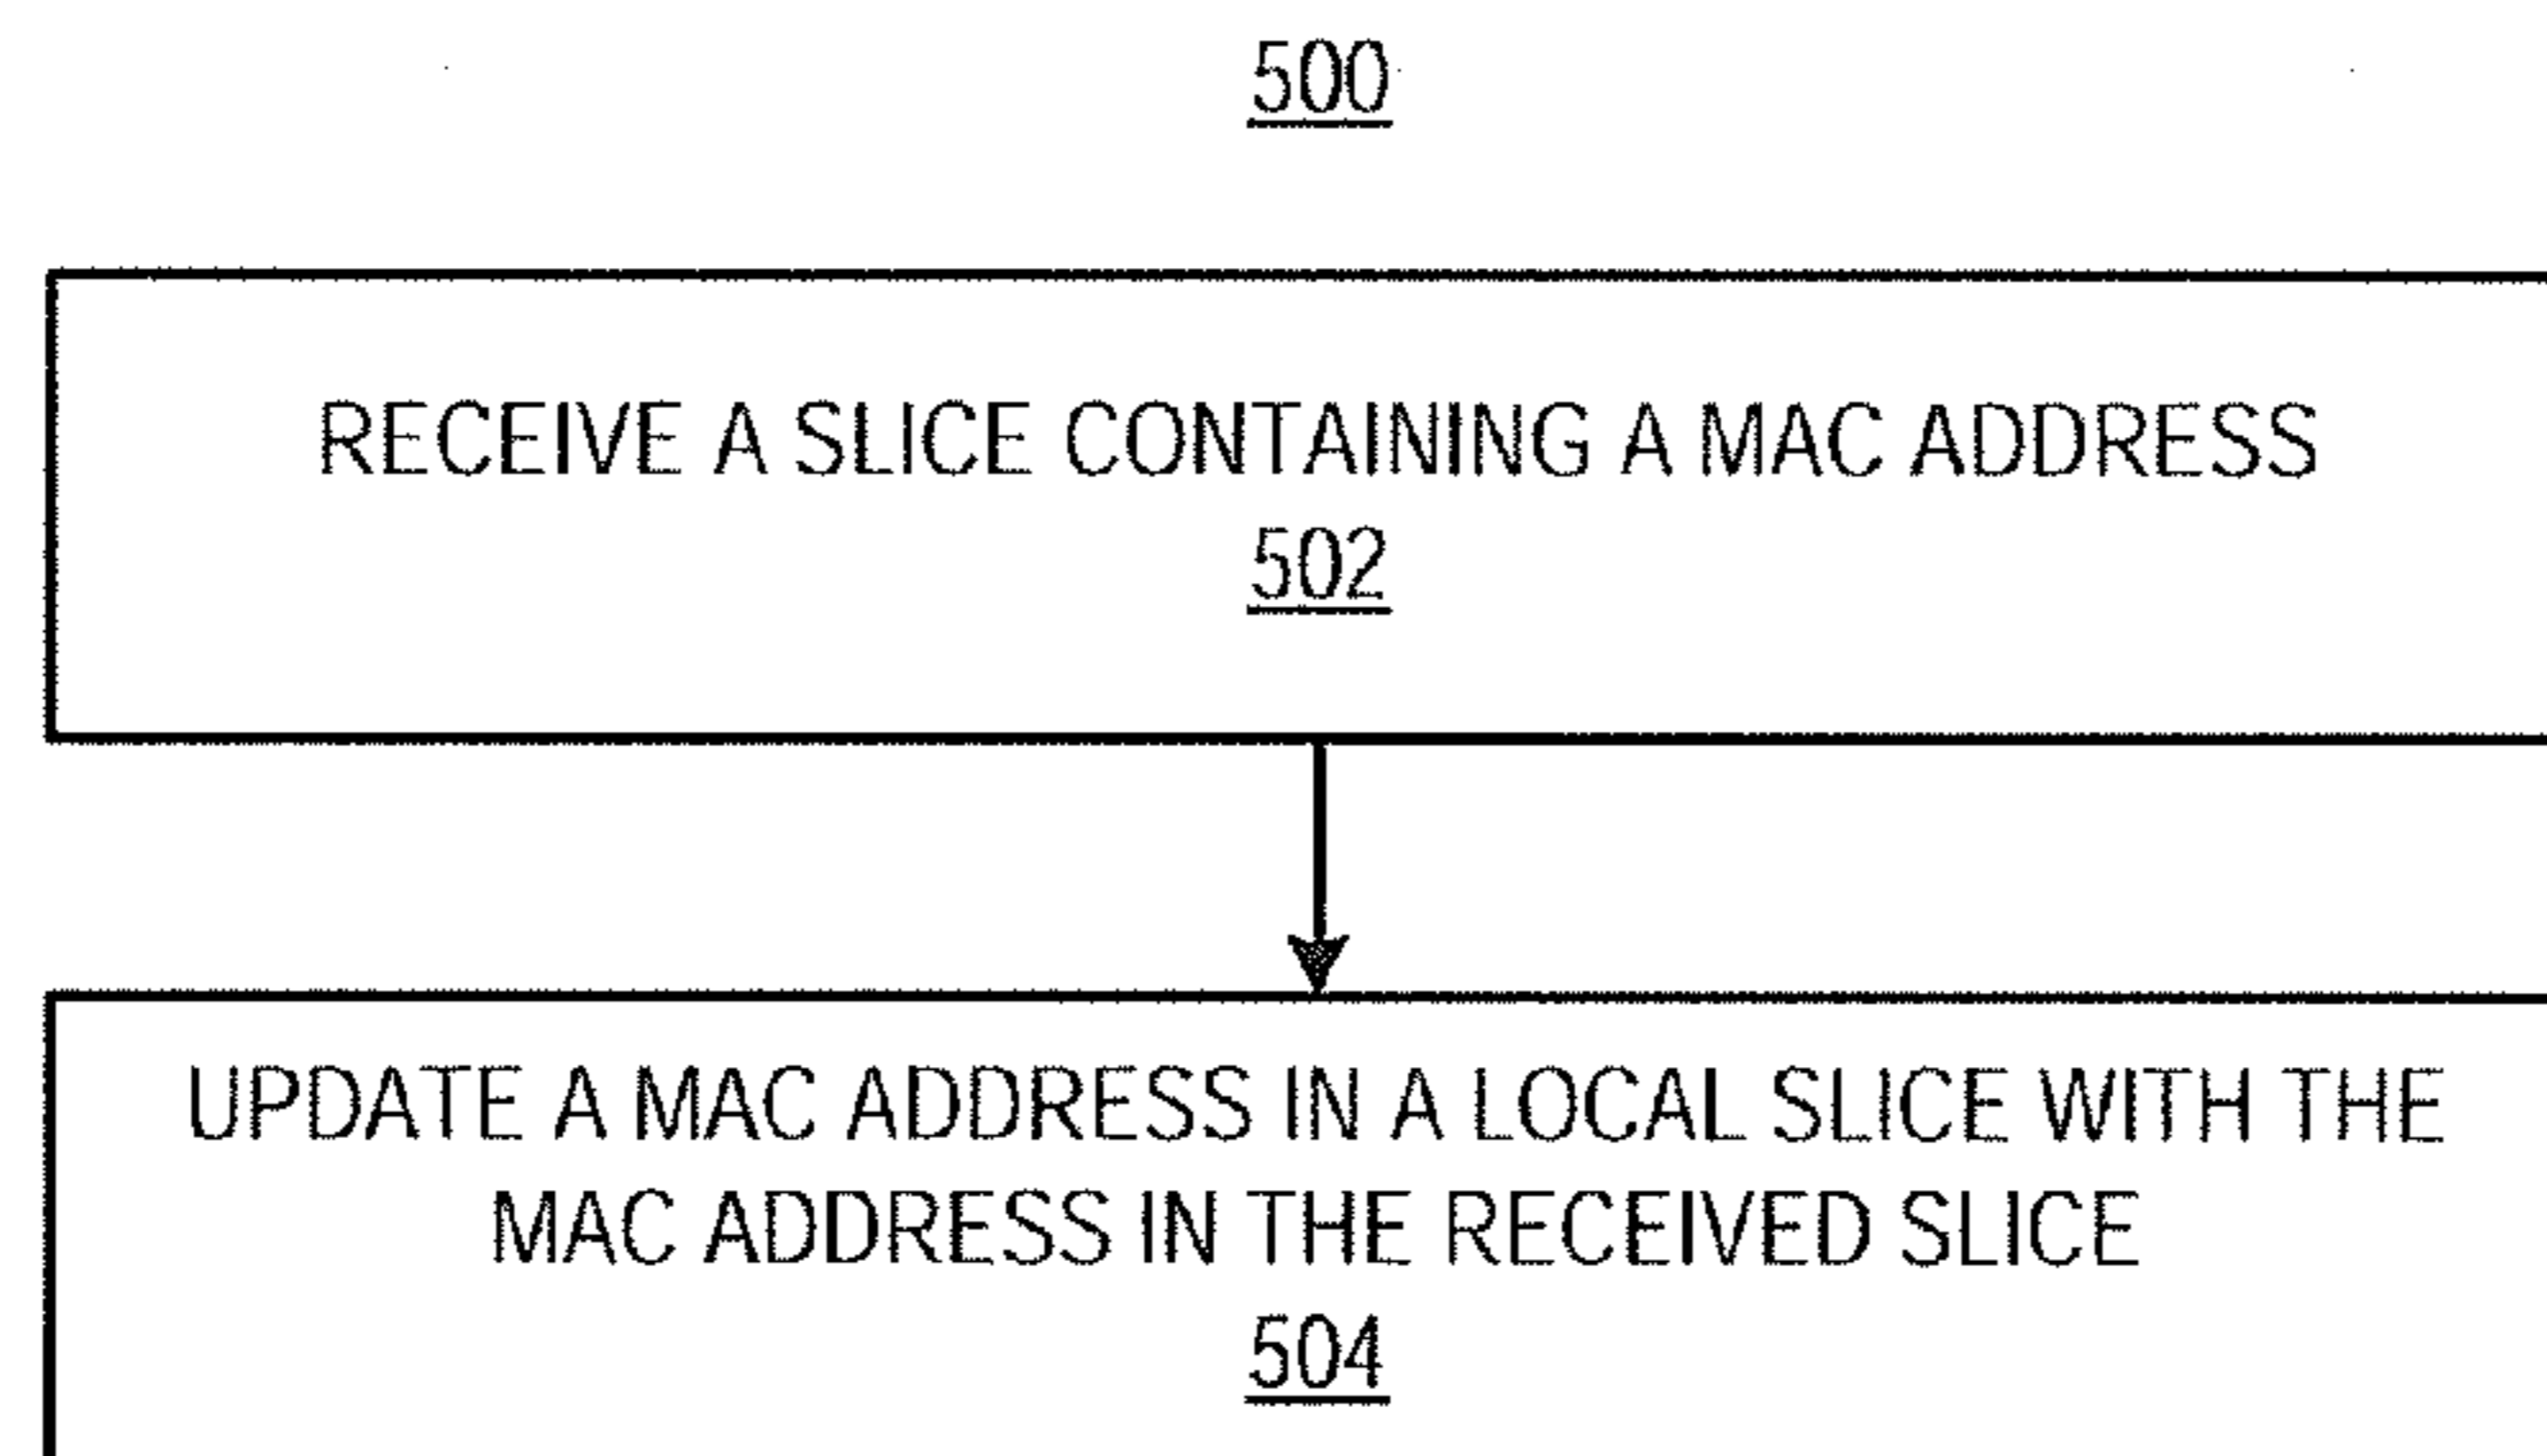 500
RECEIVE A SLICE CONTAINING A MAC ADDRESS
502
UPDATE A MAC ADDRESS IN A LOCAL SLICE WITH THE
MAC ADDRESS IN THE RECEIVED SLICE
504